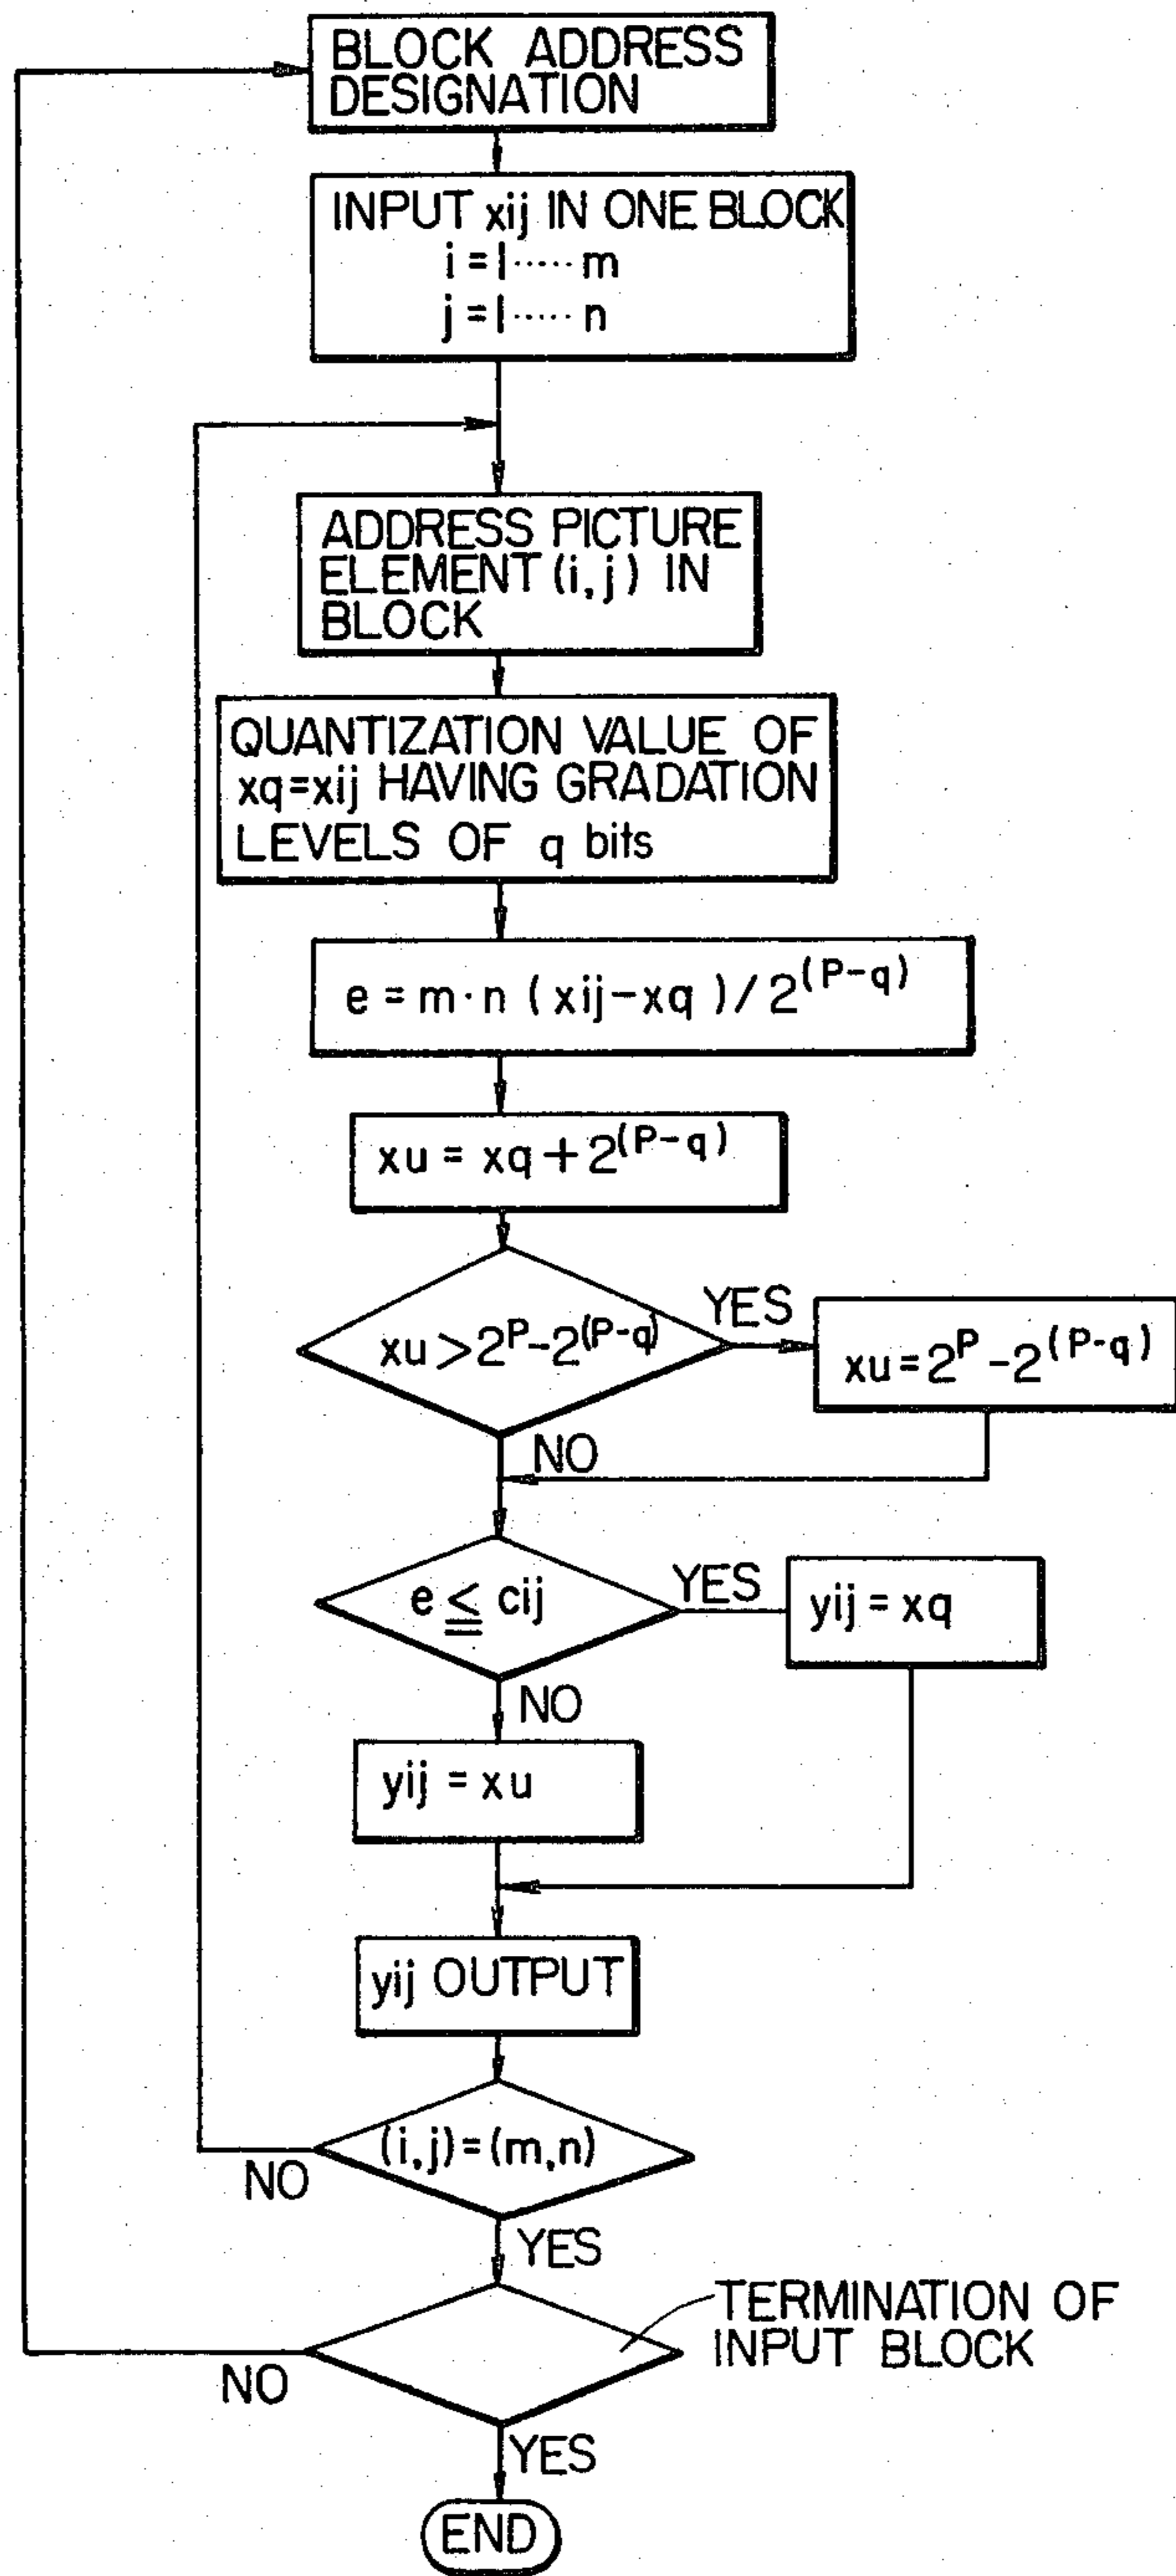 BLOCK ADDRESS
DESIGNATION
INPUT xij IN ONE BLOCK
i = 1 ····· m
j = 1 ····· n
ADDRESS PICTURE
ELEMENT (i, j) IN
BLOCK
QUANTIZATION VALUE OF
xq=xij HAVING GRADATION
LEVELS OF q bits
e = m · n ( xij-xq ) / 2^(P-q)
xu = xq + 2^(P-q)
xu > 2^P - 2^(P-q)
YES
xu = 2^P - 2^(P-q)
NO
e ≦ cij
YES
yij = xq
NO
yij = xu
yij OUTPUT
(i, j) = (m, n)
NO
YES
TERMINATION OF
INPUT BLOCK
NO
YES
END